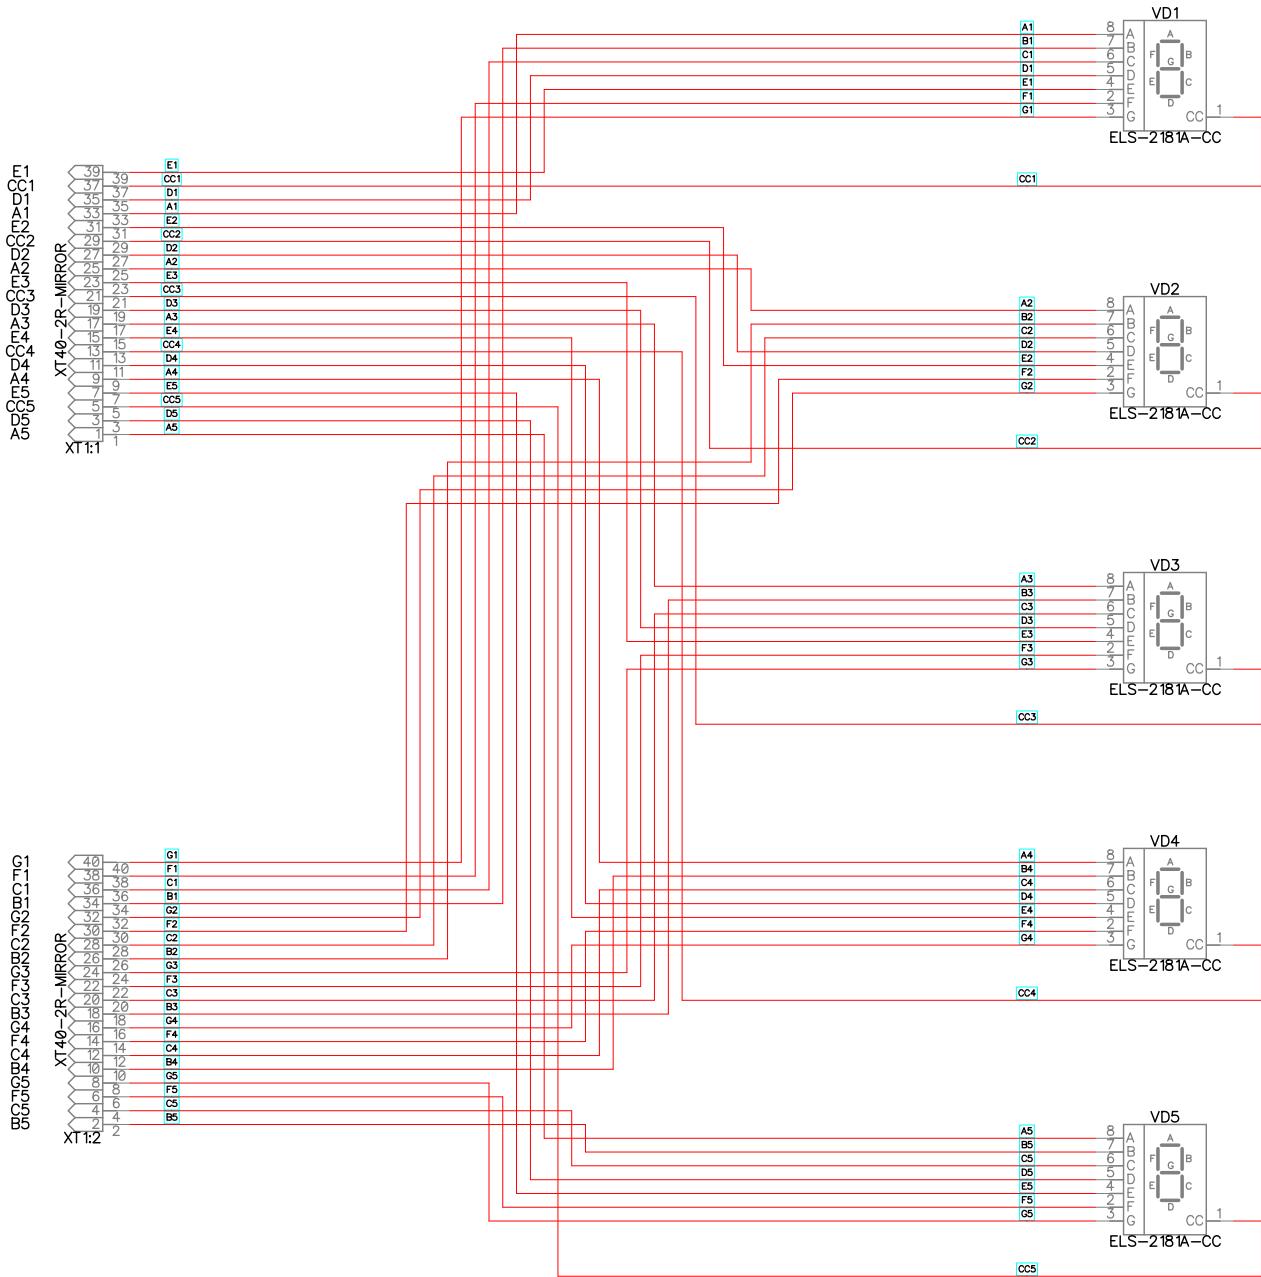 VD1
A1 8 A
B1 7 B
C1 6 C
D1 5 D
E1 4 E
F1 2 F
G1 3 G
A
F B
G
E C
D
CC 1
ELS-2181A-CC
E1 39 39 E1
CC1 37 37 CC1 CC1
D1 35 35 D1
A1 33 33 A1
E2 31 31 E2
CC2 29 29 CC2
D2 27 27 D2
A2 25 25 A2
E3 23 23 E3
CC3 21 21 CC3
D3 19 19 D3
A3 17 17 A3
E4 15 15 E4
CC4 13 13 CC4
D4 11 11 D4
A4 9 9 A4
E5 7 7 E5
CC5 5 5 CC5
D5 3 3 D5
A5 1 1 A5
XT40-2R-MIRROR
XT1:1
VD2
A2 8 A
B2 7 B
C2 6 C
D2 5 D
E2 4 E
F2 2 F
G2 3 G
A
F B
G
E C
D
CC 1
ELS-2181A-CC
CC2
VD3
A3 8 A
B3 7 B
C3 6 C
D3 5 D
E3 4 E
F3 2 F
G3 3 G
A
F B
G
E C
D
CC 1
ELS-2181A-CC
CC3
VD4
A4 8 A
B4 7 B
C4 6 C
D4 5 D
E4 4 E
F4 2 F
G4 3 G
A
F B
G
E C
D
CC 1
ELS-2181A-CC
CC4
G1 40 40 G1
F1 38 38 F1
C1 36 36 C1
B1 34 34 B1
G2 32 32 G2
F2 30 30 F2
C2 28 28 C2
B2 26 26 B2
G3 24 24 G3
F3 22 22 F3
C3 20 20 C3
B3 18 18 B3
G4 16 16 G4
F4 14 14 F4
C4 12 12 C4
B4 10 10 B4
G5 8 8 G5
F5 6 6 F5
C5 4 4 C5
B5 2 2 B5
XT40-2R-MIRROR
XT1:2
VD5
A5 8 A
B5 7 B
C5 6 C
D5 5 D
E5 4 E
F5 2 F
G5 3 G
A
F B
G
E C
D
CC 1
ELS-2181A-CC
CC5